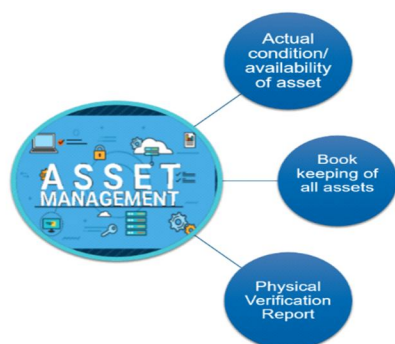 Actual
condition/
availability
of asset
ASSET
MANAGEMENT
Book
keeping of
all assets
Physical
Verification
Report